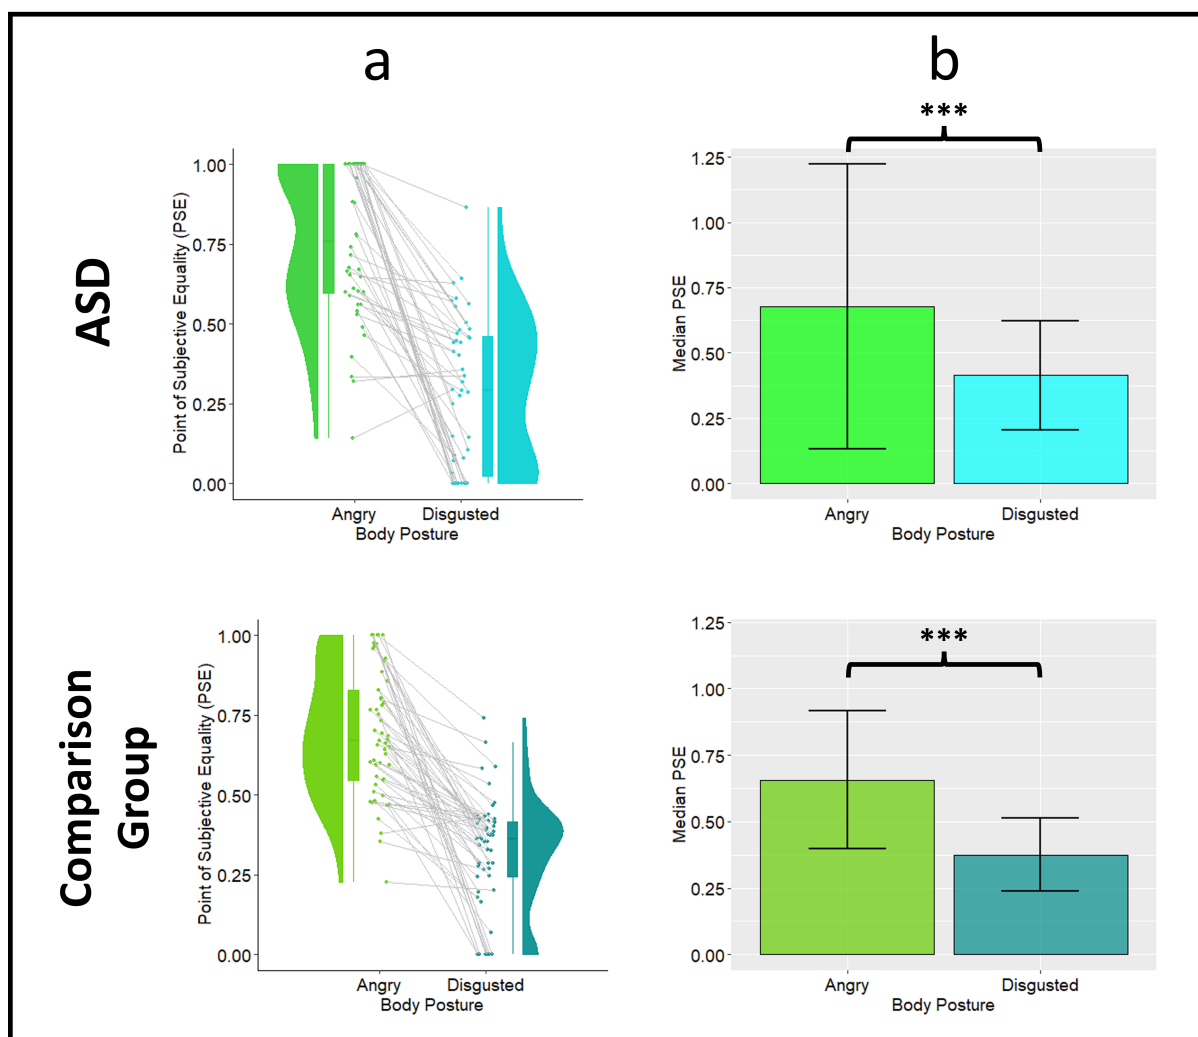 a
b
ASD
Point of Subjective Equality (PSE)
1.00
0.75
0.50
0.25
0.00
Angry
Disgusted
Body Posture
***
Median PSE
1.25
1.00
0.75
0.50
0.25
0.00
Angry
Disgusted
Body Posture
Comparison
Group
Point of Subjective Equality (PSE)
1.00
0.75
0.50
0.25
0.00
Angry
Disgusted
Body Posture
***
Median PSE
1.25
1.00
0.75
0.50
0.25
0.00
Angry
Disgusted
Body Posture